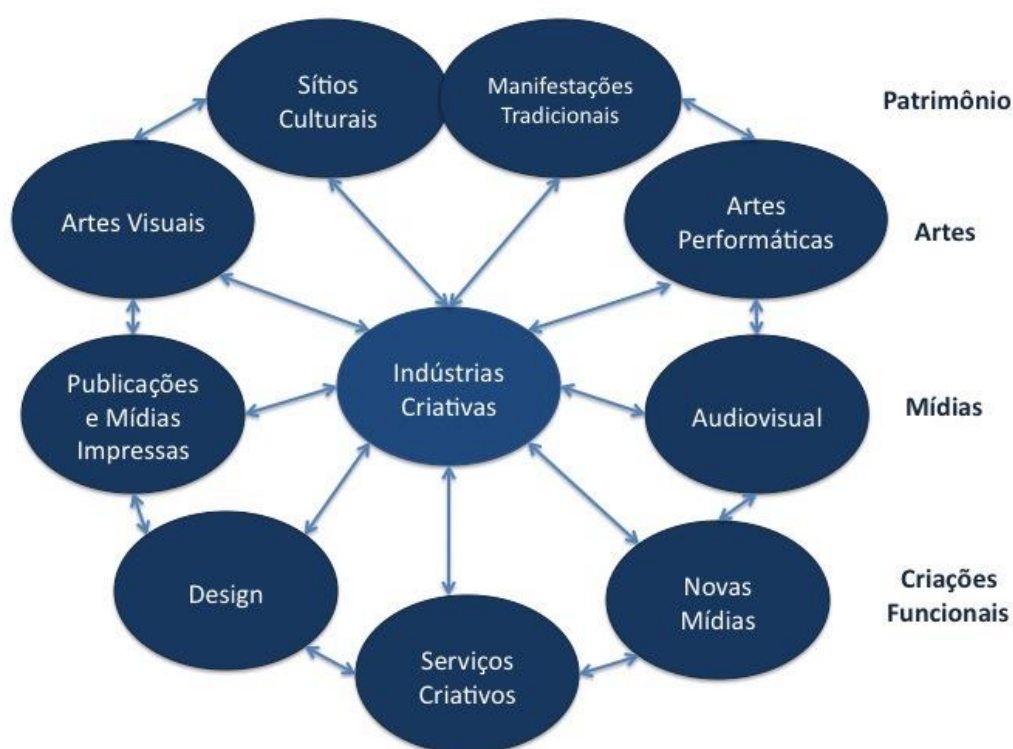 Sítios
Culturais
Manifestações
Tradicionais
Patrimônio
Artes Visuais
Artes
Performáticas
Artes
Indústrias
Criativas
Publicações
e Mídias
Impressas
Audiovisual
Mídias
Design
Serviços
Criativos
Novas
Mídias
Criações
Funcionais